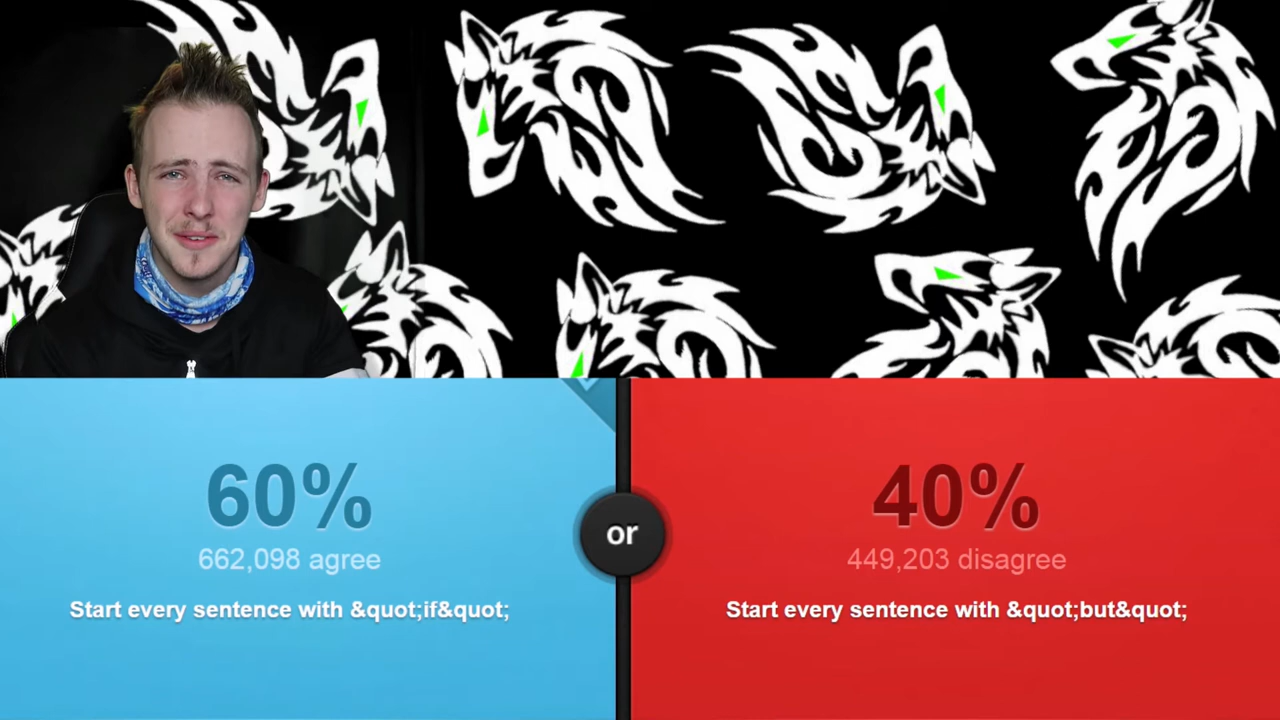 60%
662,098 agree
Start every sentence with &quot;if&quot;
or
40%
449,203 disagree
Start every sentence with &quot;but&quot;